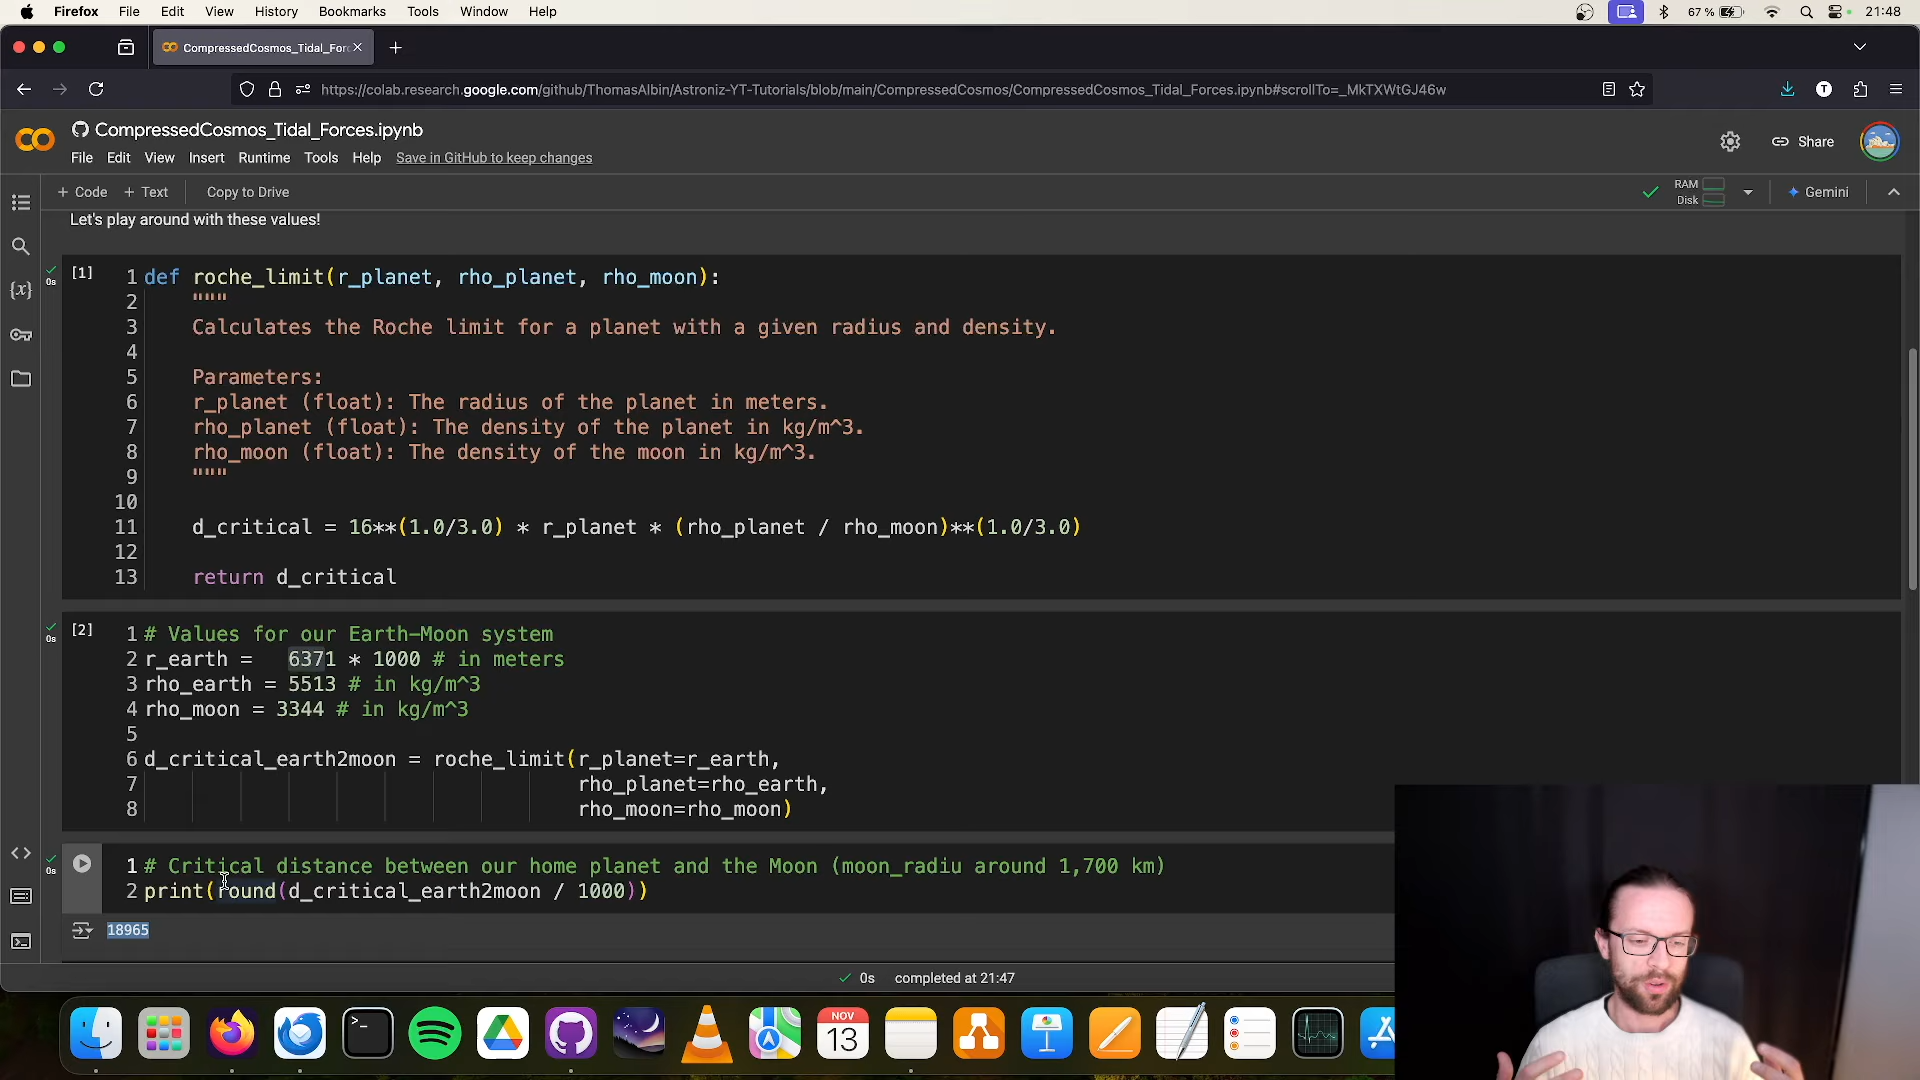 Firefox File Edit View History Bookmarks Tools Window Help 67 % 21:48
CompressedCosmos_Tidal_For
https://colab.research.google.com/github/ThomasAlbin/Astroniz-YT-Tutorials/blob/main/CompressedCosmos/CompressedCosmos_Tidal_Forces.ipynb#scrollTo=_MkTXWtGJ46w
T
CompressedCosmos_Tidal_Forces.ipynb
File Edit View Insert Runtime Tools Help Save in GitHub to keep changes
Share
+ Code + Text Copy to Drive
RAM
Disk
Gemini
Let's play around with these values!
[1]
0s
1 def roche_limit(r_planet, rho_planet, rho_moon):
2 """
3 Calculates the Roche limit for a planet with a given radius and density.
4
5 Parameters:
6 r_planet (float): The radius of the planet in meters.
7 rho_planet (float): The density of the planet in kg/m^3.
8 rho_moon (float): The density of the moon in kg/m^3.
9 """
10
11 d_critical = 16**(1.0/3.0) * r_planet * (rho_planet / rho_moon)**(1.0/3.0)
12
13 return d_critical
[2]
0s
1 # Values for our Earth-Moon system
2 r_earth = 6371 * 1000 # in meters
3 rho_earth = 5513 # in kg/m^3
4 rho_moon = 3344 # in kg/m^3
5
6 d_critical_earth2moon = roche_limit(r_planet=r_earth,
7 rho_planet=rho_earth,
8 rho_moon=rho_moon)
0s
1 # Critical distance between our home planet and the Moon (moon_radiu around 1,700 km)
2 print(round(d_critical_earth2moon / 1000))
18965
0s completed at 21:47
NOV
13